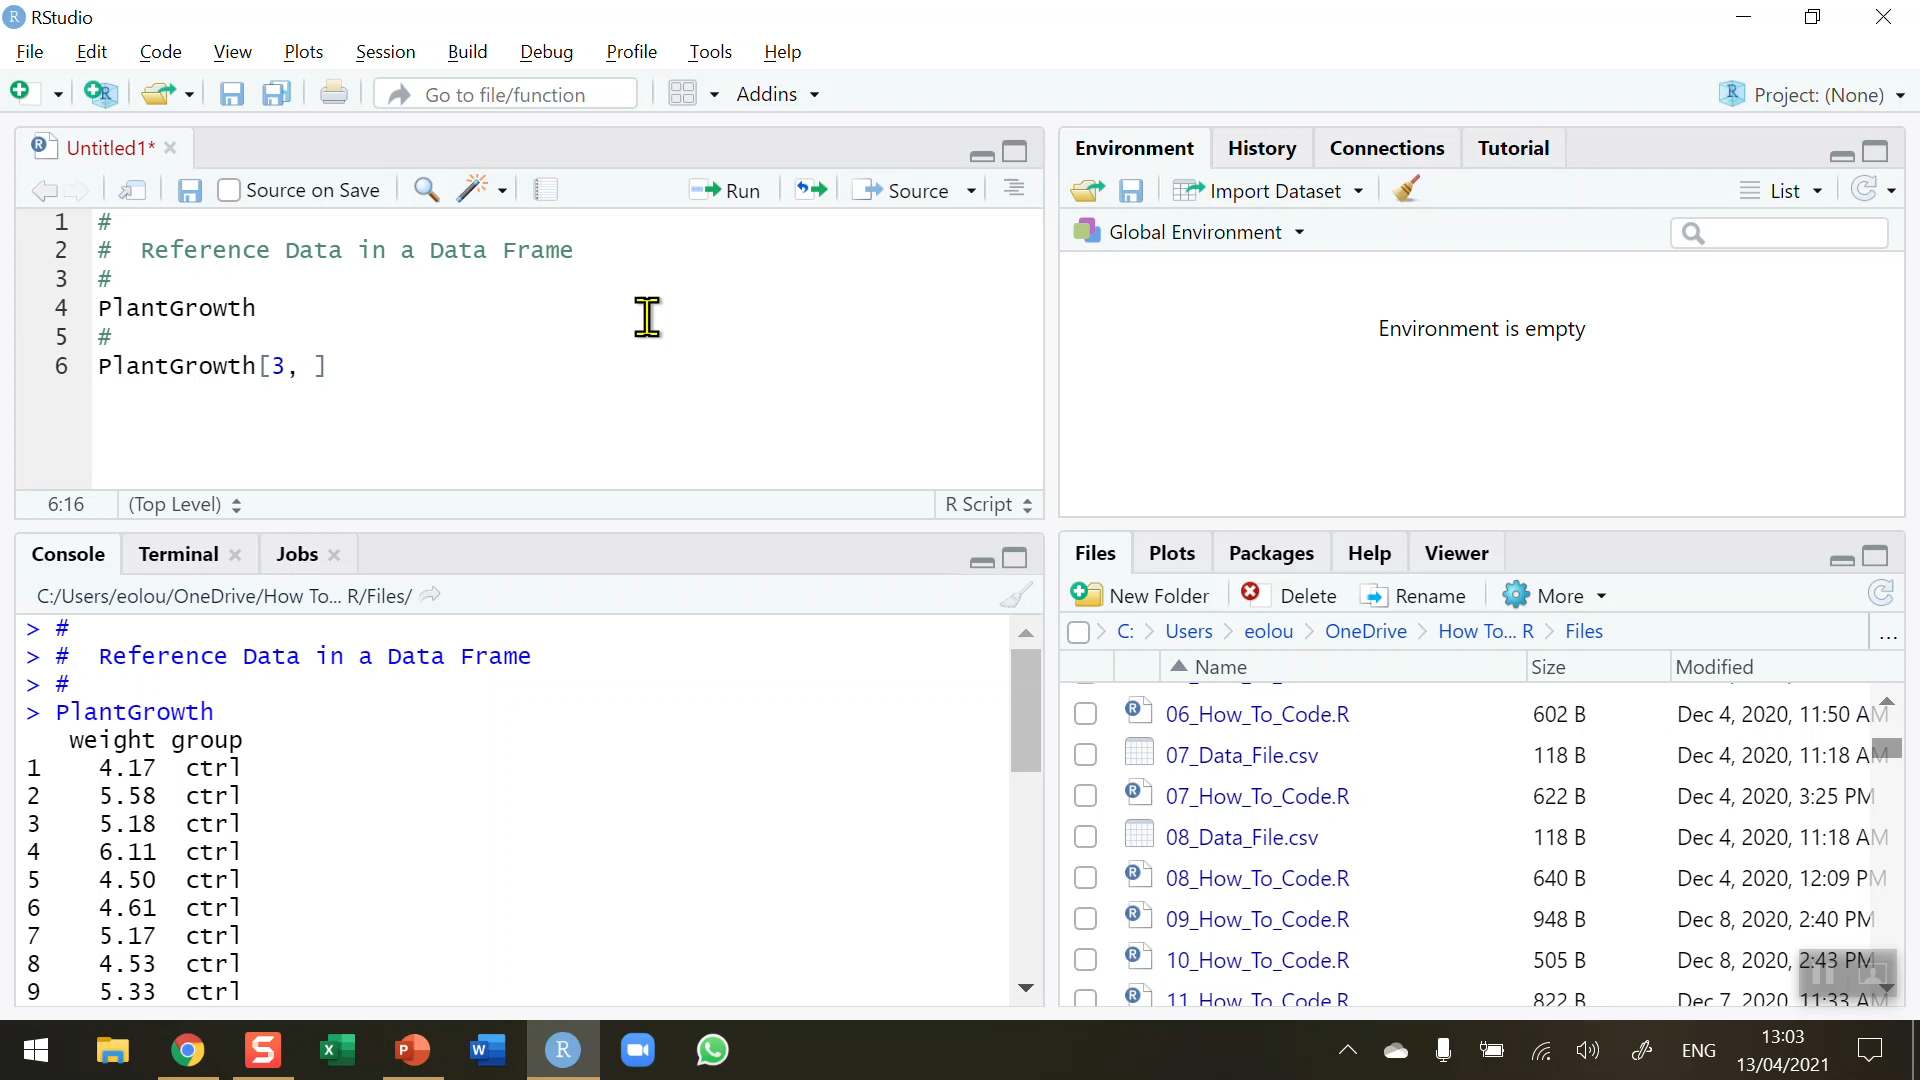 RStudio
File Edit Code View Plots Session Build Debug Profile Tools Help
Go to file/function Addins Project: (None)
Untitled1*
Source on Save Run Source
1 #
2 # Reference Data in a Data Frame
3 #
4 PlantGrowth
5 #
6 PlantGrowth[3, ]
6:16 (Top Level) R Script
Console Terminal Jobs
C:/Users/eolou/OneDrive/How To... R/Files/
> #
> # Reference Data in a Data Frame
> #
> PlantGrowth
weight group
1 4.17 ctrl
2 5.58 ctrl
3 5.18 ctrl
4 6.11 ctrl
5 4.50 ctrl
6 4.61 ctrl
7 5.17 ctrl
8 4.53 ctrl
9 5.33 ctrl
Environment History Connections Tutorial
Import Dataset List
Global Environment
Environment is empty
Files Plots Packages Help Viewer
New Folder Delete Rename More
C: Users eolou OneDrive How To... R Files ...
Name Size Modified
06_How_To_Code.R 602 B Dec 4, 2020, 11:50 AM
07_Data_File.csv 118 B Dec 4, 2020, 11:18 AM
07_How_To_Code.R 622 B Dec 4, 2020, 3:25 PM
08_Data_File.csv 118 B Dec 4, 2020, 11:18 AM
08_How_To_Code.R 640 B Dec 4, 2020, 12:09 PM
09_How_To_Code.R 948 B Dec 8, 2020, 2:40 PM
10_How_To_Code.R 505 B Dec 8, 2020, 2:43 PM
11_How_To_Code.R 822 B Dec 7, 2020, 11:33 AM
ENG 13:03
13/04/2021